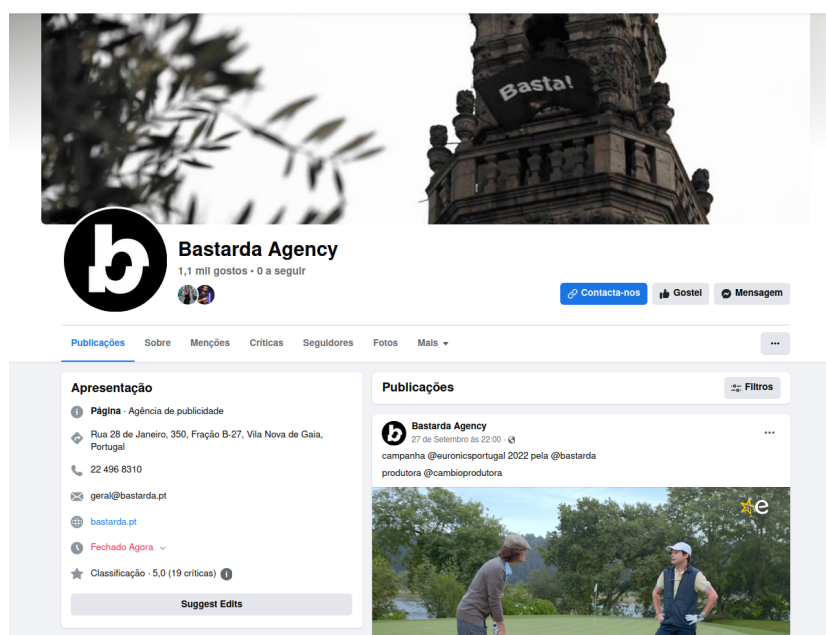 Basta!
b
Bastarda Agency
1,1 mil gostos • 0 a seguir
Contacta-nos
Gostei
Mensagem
Publicações
Sobre
Menções
Críticas
Seguidores
Fotos
Mais
Apresentação
Página · Agência de publicidade
Rua 28 de Janeiro, 350, Fração B-27, Vila Nova de Gaia,
Portugal
22 496 8310
geral@bastarda.pt
bastarda.pt
Fechado Agora
Classificação · 5,0 (19 críticas)
Suggest Edits
Publicações
Filtros
b
Bastarda Agency
27 de Setembro às 22:00 ·
campanha @euronicsportugal 2022 pela @bastarda
produtora @cambioprodutora
e